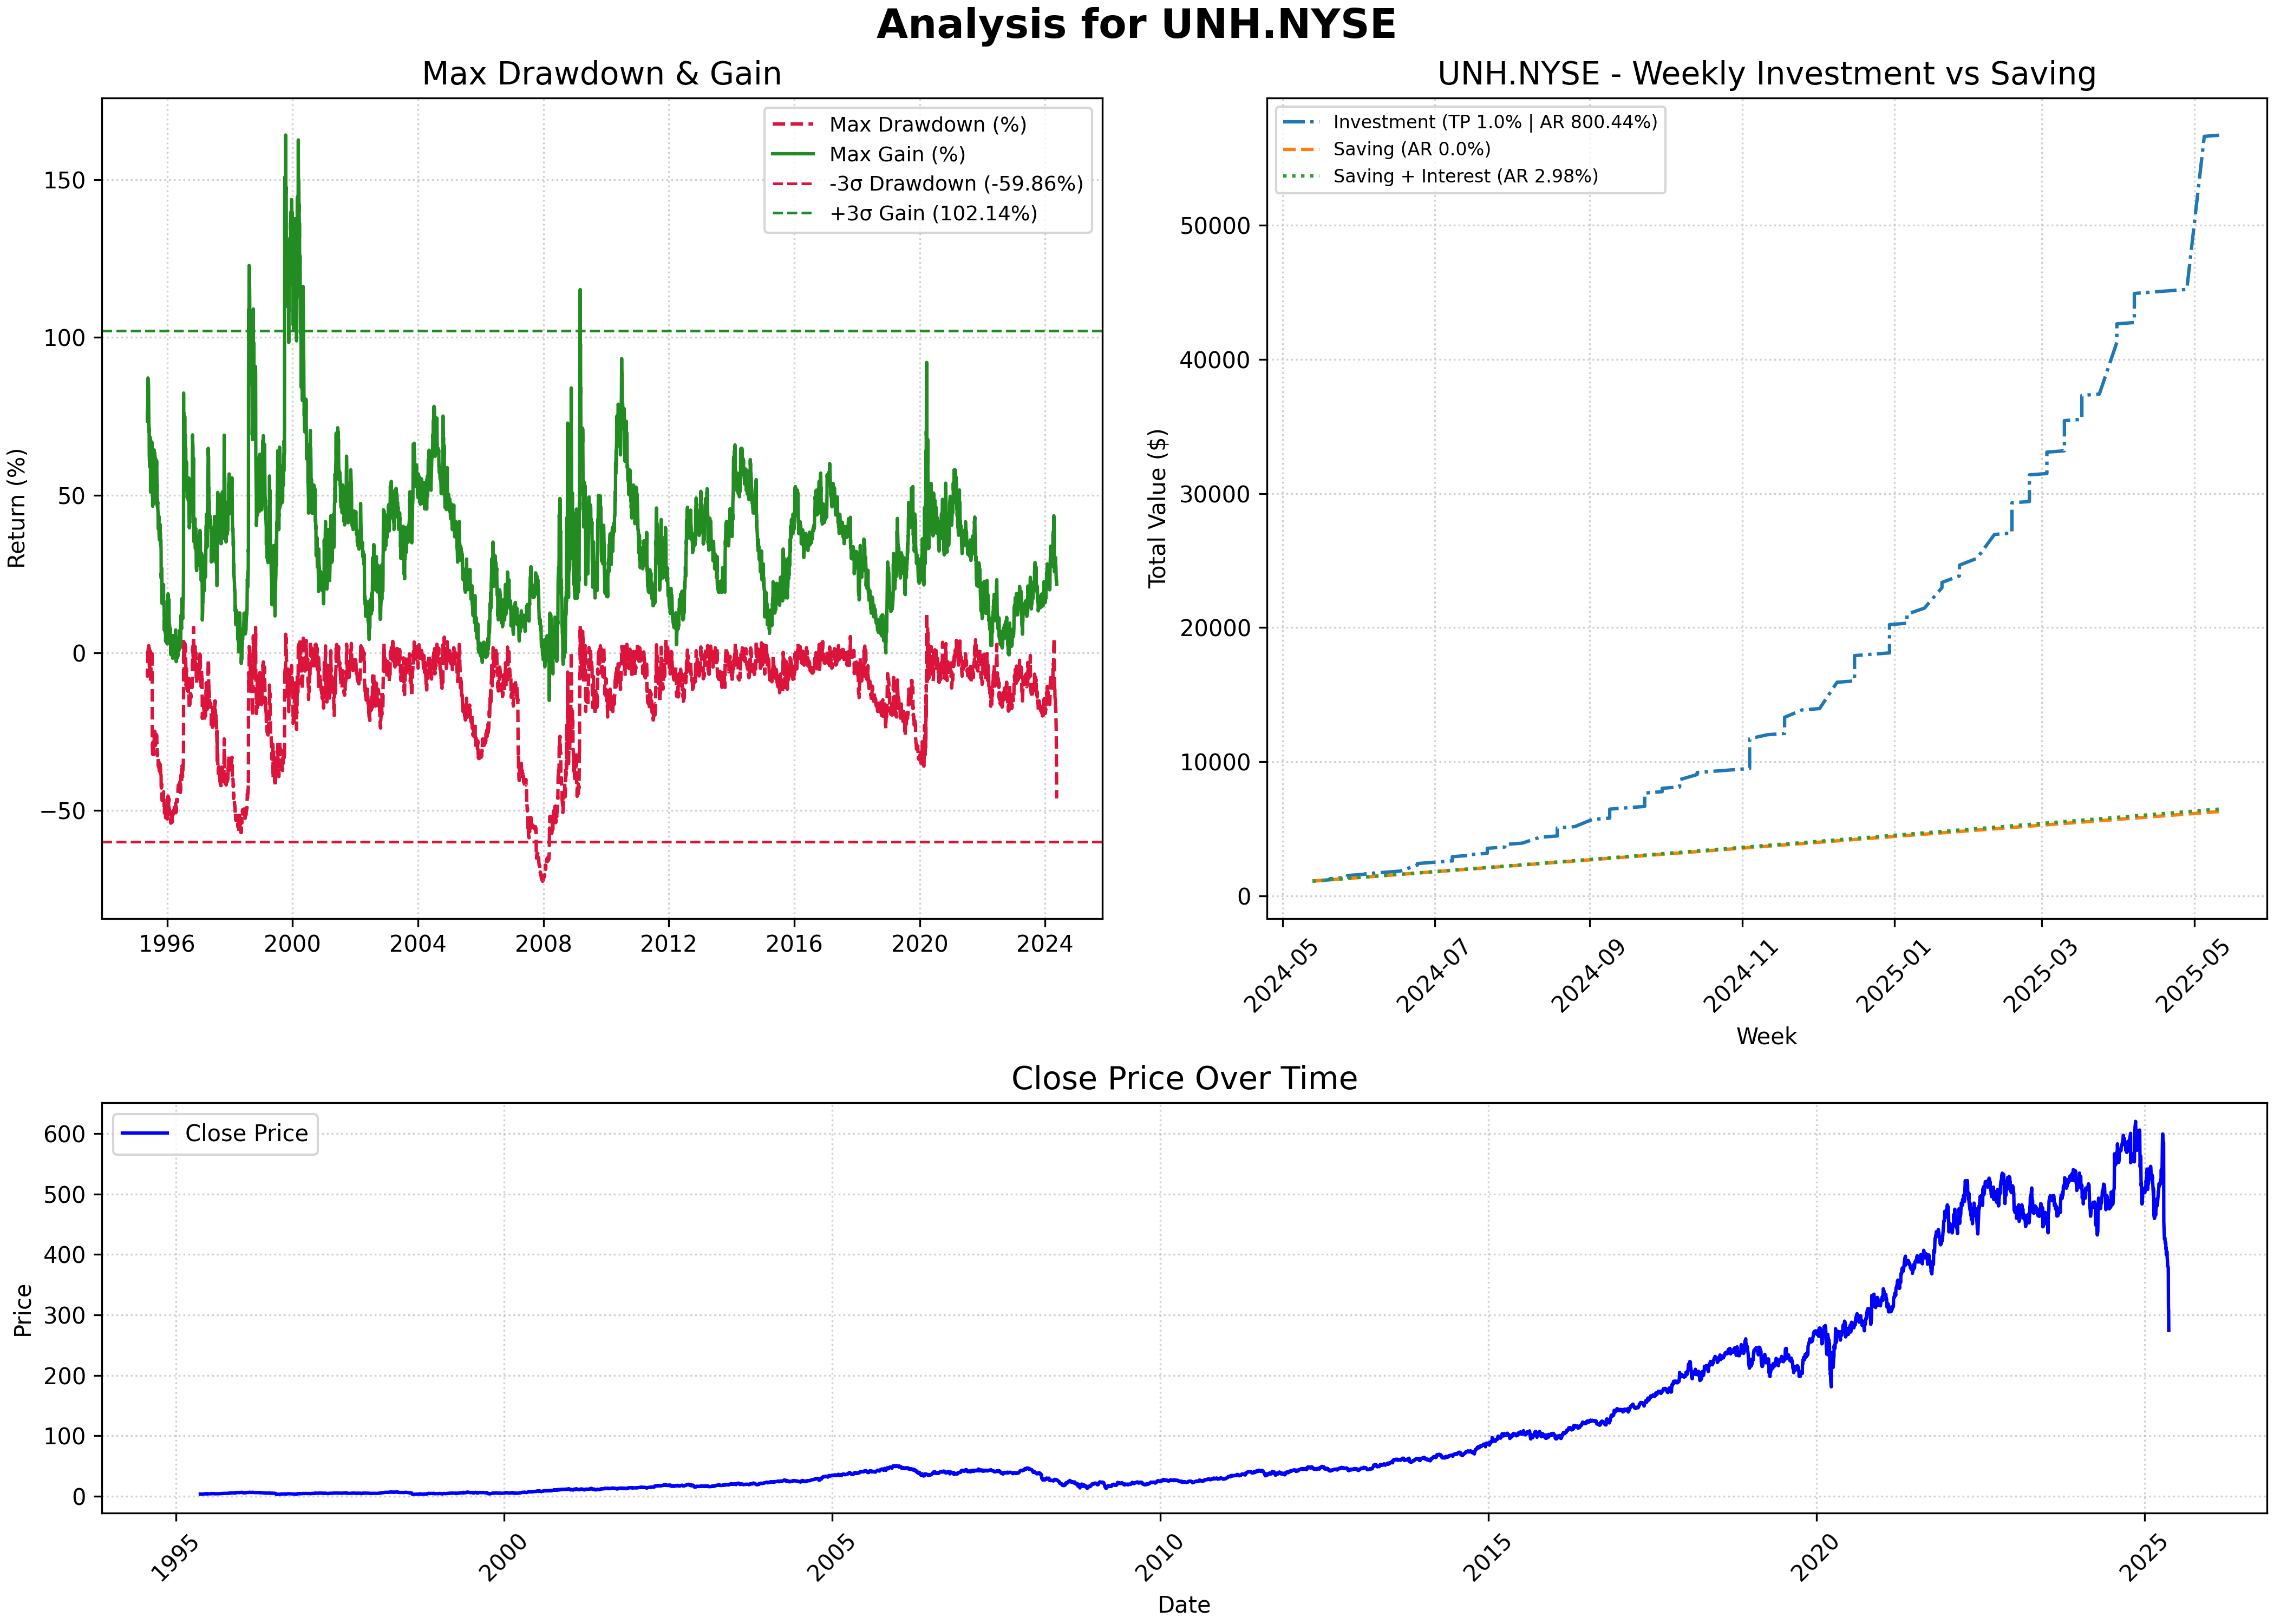 Analysis for UNH.NYSE
Max Drawdown & Gain
Return (%)
150
100
50
0
−50
1996
2000
2004
2008
2012
2016
2020
2024
Max Drawdown (%)
Max Gain (%)
-3σ Drawdown (-59.86%)
+3σ Gain (102.14%)
UNH.NYSE - Weekly Investment vs Saving
Total Value ($)
50000
40000
30000
20000
10000
0
2024-05
2024-07
2024-09
2024-11
2025-01
2025-03
2025-05
Week
Investment (TP 1.0% | AR 800.44%)
Saving (AR 0.0%)
Saving + Interest (AR 2.98%)
Close Price Over Time
Price
600
500
400
300
200
100
0
1995
2000
2005
2010
2015
2020
2025
Date
Close Price